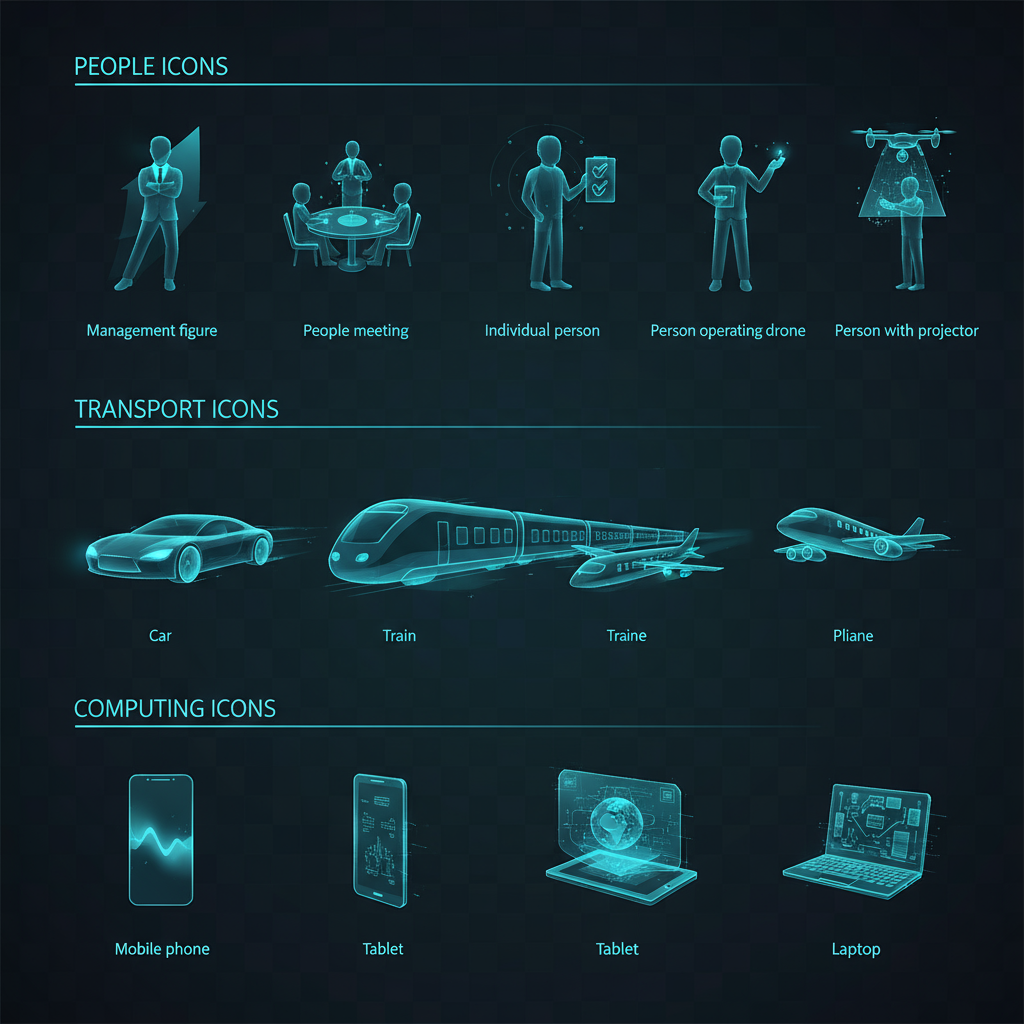 PEOPLE ICONS
Management figure
People meeting
Individual person
Person operating drone
Person with projector
TRANSPORT ICONS
Car
Train
Traine
Pliane
COMPUTING ICONS
Mobile phone
Tablet
Tablet
Laptop